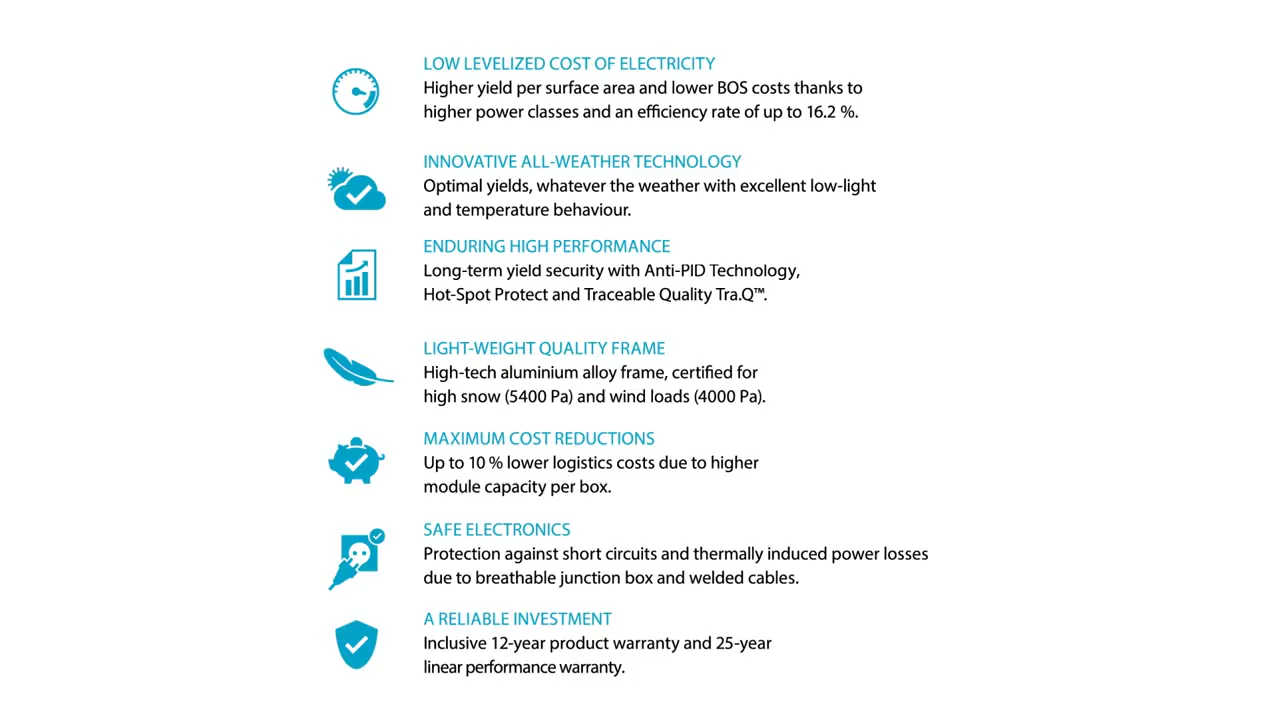 LOW LEVELIZED COST OF ELECTRICITY
Higher yield per surface area and lower BOS costs thanks to
higher power classes and an efficiency rate of up to 16.2 %.
INNOVATIVE ALL-WEATHER TECHNOLOGY
Optimal yields, whatever the weather with excellent low-light
and temperature behaviour.
ENDURING HIGH PERFORMANCE
Long-term yield security with Anti-PID Technology,
Hot-Spot Protect and Traceable Quality Tra.Q™.
LIGHT-WEIGHT QUALITY FRAME
High-tech aluminium alloy frame, certified for
high snow (5400 Pa) and wind loads (4000 Pa).
MAXIMUM COST REDUCTIONS
Up to 10 % lower logistics costs due to higher
module capacity per box.
SAFE ELECTRONICS
Protection against short circuits and thermally induced power losses
due to breathable junction box and welded cables.
A RELIABLE INVESTMENT
Inclusive 12-year product warranty and 25-year
linear performance warranty.